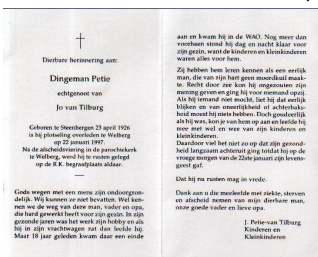 Dierbare herinnering aan:
Dingeman Petie
echtgenoot van
Jo van Tilburg
Geboren te Steenbergen 23 april 1926
is hij plotseling overleden te Welberg
op 22 januari 1997.
Na de afscheidsviering in de parochiekerk
te Welberg, werd hij te rusten gelegd
op de R.K. begraafplaats aldaar.
Gods wegen met een mens zijn ondoorgron-
delijk. Wij kunnen ze niet bevatten. Wel ken-
nen we de weg van deze man, vader en opa,
die hard gewerkt heeft voor zijn gezin. In zijn
gezonde jaren was het werk zijn hobby en als
hij in zijn vrachtwagen zat dan leefde hij.
Maar 18 jaar geleden kwam daar een einde
aan en kwam hij in de WAO. Nog meer dan
voorheen stond hij dag en nacht klaar voor
zijn gezin, want de kinderen en kleinkinderen
waren alles voor hem.
Zij hebben hem leren kennen als een eerlijk
man, die van zijn hart geen moordkuil maak-
te. Recht door zee kon hij ongezouten zijn
mening geven en ging hij voor niemand opzij.
Als hij iemand niet mocht, liet hij dat eerlijk
blijken en van onoprechtheid of achterbaks-
heid moest hij niets hebben. Doch goudeerlijk
als hij was, kon je van hem op aan en leefde hij
mee met wel en wee van zijn kinderen en
kleinkinderen.
Daardoor viel het niet zo op dat zijn gezond-
heid langzaam achteruit ging totdat hij op de
vroege morgen van de 22ste januari zijn levens-
geest gaf.
Dat hij nu rusten mag in vrede.
Dank aan u die meeleefde met ziekte, sterven
en afscheid nemen van mijn dierbare man,
onze goede vader en lieve opa.
J. Petie-van Tilburg
Kinderen en
Kleinkinderen